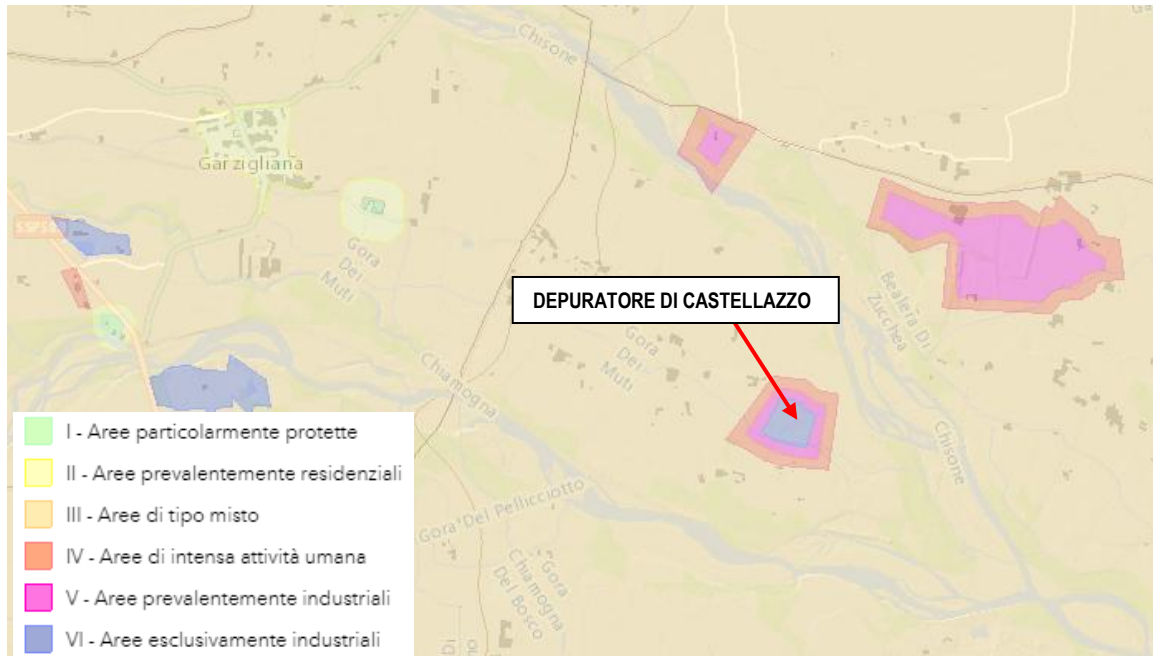 Chisone
Garzigliana
Gora
Dei
Muti
DEPURATORE DI CASTELLAZZO
Bealera Di
Zucchea
Gora
Dei
Muti
Chiamogna
Chisone
Gora Del Pellicciotto
Gora
Chiamogna
Del Bosco
I - Aree particolarmente protette
II - Aree prevalentemente residenziali
III - Aree di tipo misto
IV - Aree di intensa attività umana
V - Aree prevalentemente industriali
VI - Aree esclusivamente industriali